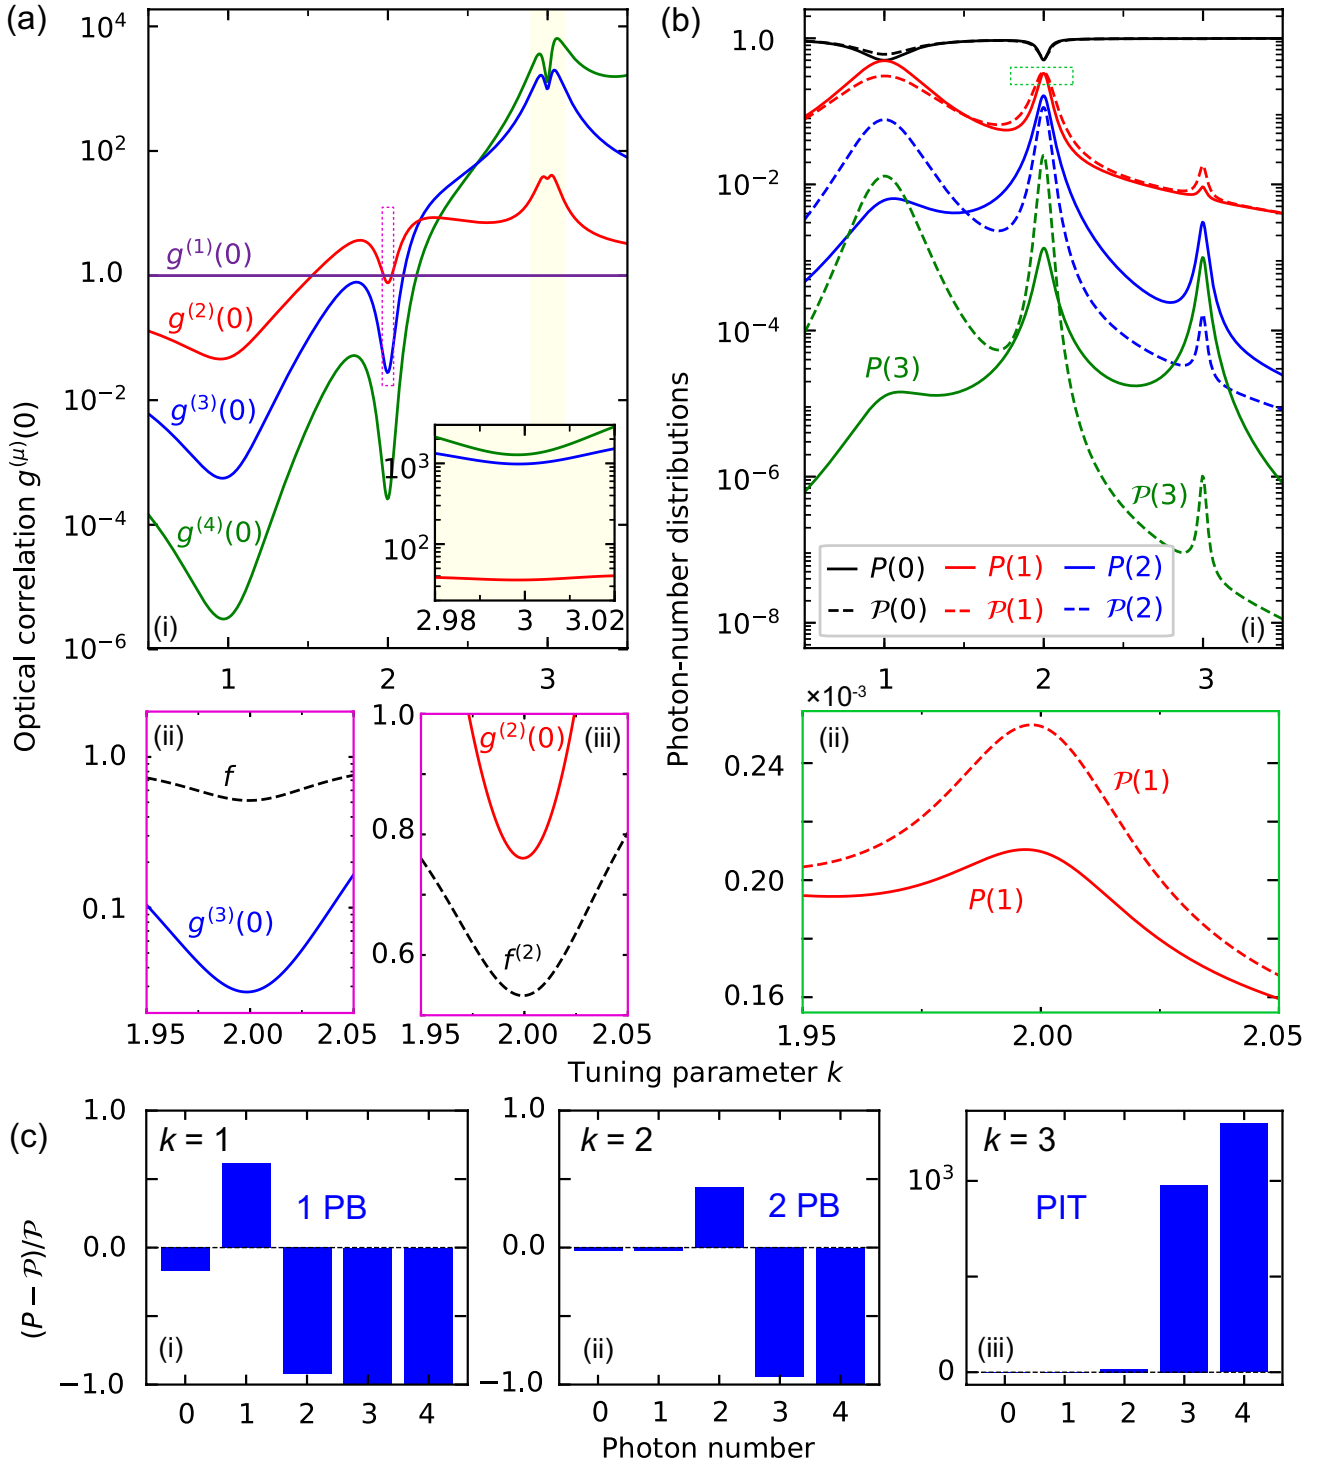 (a)
Optical correlation g^(μ)(0)
10^4
10^2
1.0
10^−2
10^−4
10^−6
g^(1)(0)
g^(2)(0)
g^(3)(0)
g^(4)(0)
10^3
10^2
2.98 3 3.02
(i)
1 2 3
(ii)
1.0
0.1
f
g^(3)(0)
1.95 2.00 2.05
(iii)
1.0
0.8
0.6
g^(2)(0)
f^(2)
1.95 2.00 2.05
(b)
Photon-number distributions
1.0
10^−2
10^−4
10^−6
10^−8
P(3)
𝒫(3)
P(0) P(1) P(2)
𝒫(0) 𝒫(1) 𝒫(2)
(i)
1 2 3
×10^-3
(ii)
0.24
0.20
0.16
𝒫(1)
P(1)
1.95 2.00 2.05
Tuning parameter k
(c)
(P − 𝒫)/𝒫
1.0
0.0
−1.0
k = 1
1 PB
(i)
0 1 2 3 4
1.0
0.0
−1.0
k = 2
2 PB
(ii)
0 1 2 3 4
10^3
0
k = 3
PIT
(iii)
0 1 2 3 4
Photon number